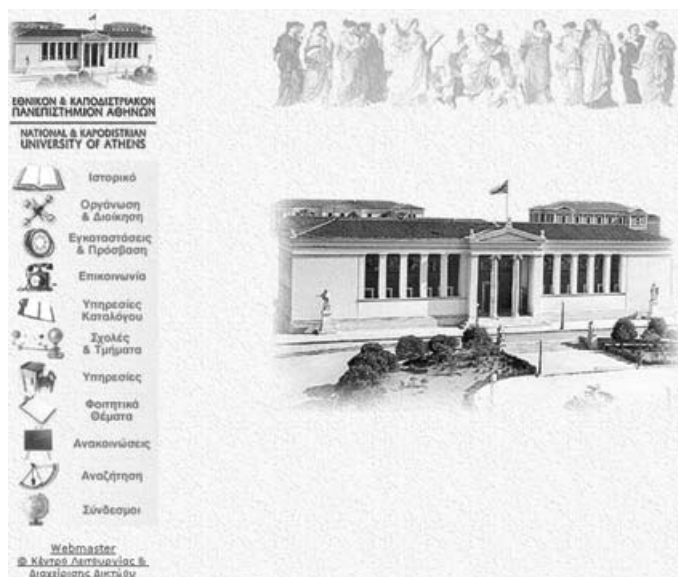 ΕΘΝΙΚΟΝ & ΚΑΠΟΔΙΣΤΡΙΑΚΟΝ
ΠΑΝΕΠΙΣΤΗΜΙΟΝ ΑΘΗΝΩΝ
NATIONAL & KAPODISTRIAN
UNIVERSITY OF ATHENS
Ιστορικό
Οργάνωση
& Διοίκηση
Εγκαταστάσεις
& Πρόσβαση
Επικοινωνία
Υπηρεσίες
Καταλόγου
Σχολές
& Τμήματα
Υπηρεσίες
Φοιτητικά
Θέματα
Ανακοινώσεις
Αναζήτηση
Σύνδεσμοι
Webmaster
© Κέντρο Λειτουργίας &
Διαχείρισης Δικτύου